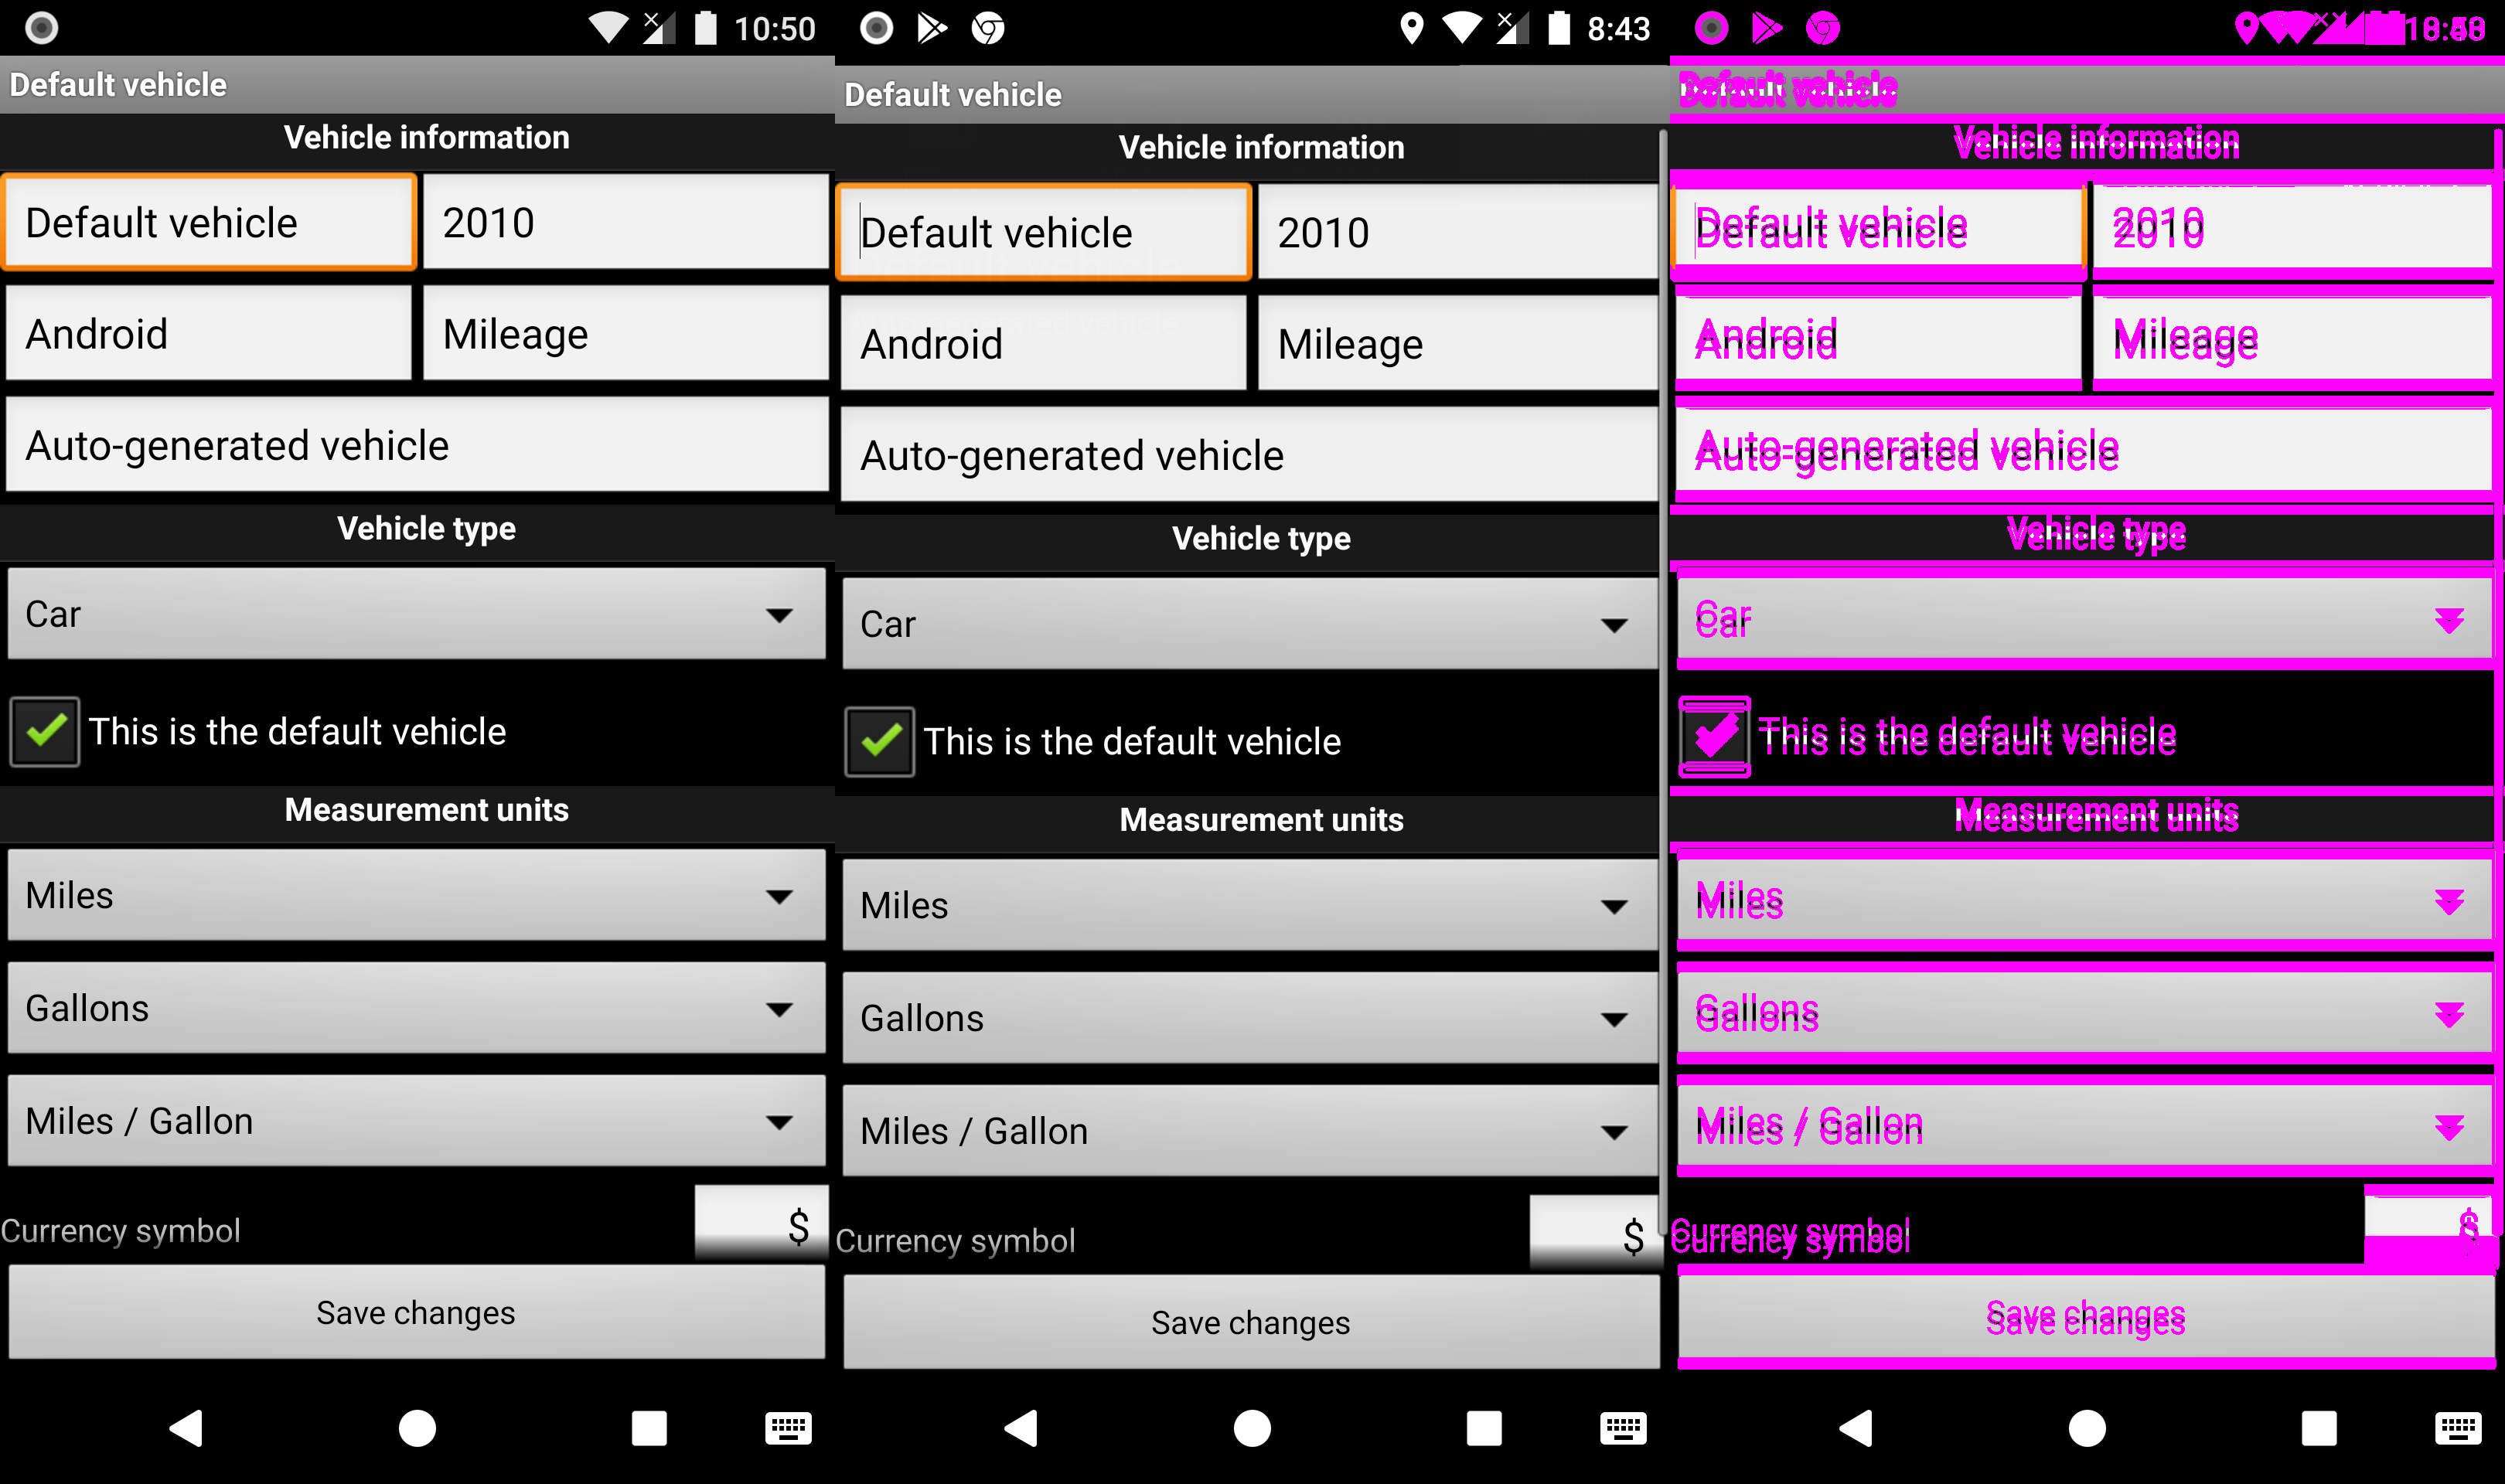 10:50
Default vehicle
Vehicle information
Default vehicle 2010
Android Mileage
Auto-generated vehicle
Vehicle type
Car
This is the default vehicle
Measurement units
Miles
Gallons
Miles / Gallon
Currency symbol $
Save changes
8:43
Default vehicle
Vehicle information
Default vehicle 2010
Android Mileage
Auto-generated vehicle
Vehicle type
Car
This is the default vehicle
Measurement units
Miles
Gallons
Miles / Gallon
Currency symbol $
Save changes
Default vehicle
Vehicle information
Default vehicle 2010
Android Mileage
Auto-generated vehicle
Vehicle type
Car
This is the default vehicle
Measurement units
Miles
Gallons
Miles / Gallon
Currency symbol $
Save changes